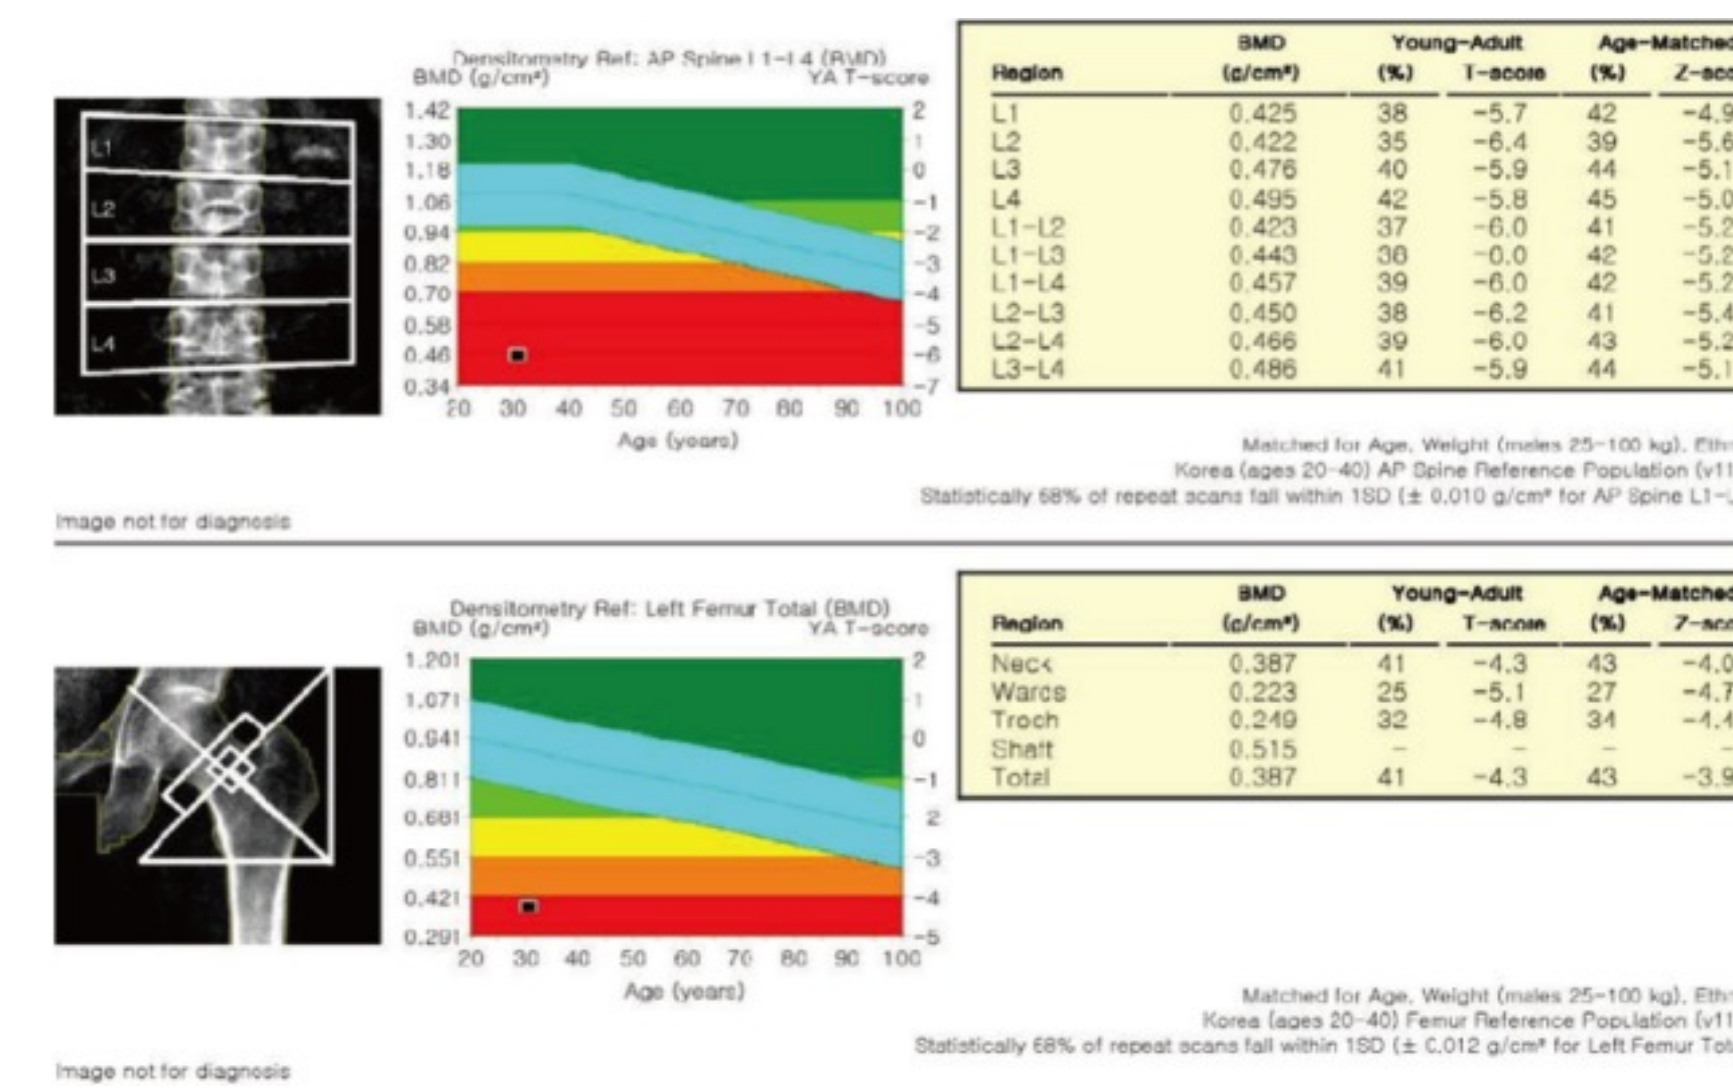 Densitometry Ref: AP Spine L1-L4 (BMD)
BMD (g/cm²) YA T-score
1.42 2
1.30 1
1.18 0
1.06 -1
0.94 -2
0.82 -3
0.70 -4
0.58 -5
0.46 -6
0.34 -7
20 30 40 50 60 70 80 90 100
Age (years)
L1
L2
L3
L4
BMD Young-Adult Age-Matched
Region (g/cm²) (%) T-score (%)
L1 0.425 38 -5.7 42 -4.9
L2 0.422 35 -6.4 39 -5.6
L3 0.476 40 -5.9 44 -5.1
L4 0.495 42 -5.8 45 -5.0
L1-L2 0.423 37 -6.0 41 -5.2
L1-L3 0.443 38 42 -5.2
L1-L4 0.457 39 -6.0 42 -5.2
L2-L3 0.450 38 -6.2 41 -5.4
L2-L4 0.466 39 -6.0 43 -5.2
L3-L4 0.486 41 -5.9 44 -5.1
Matched for Age, Weight (males 25-100 kg),
Korea (ages 20-40) AP Spine Reference Population
Statistically 68% of repeat scans fall within 1SD (± 0.010 g/cm² for AP Spine
Image not for diagnosis
Densitometry Ref: Left Femur Total (BMD)
BMD (g/cm²) YA T-score
1.201 2
1.071 1
0.941 0
0.811 -1
0.681 2
0.551 -3
0.421 -4
0.291 -5
20 30 40 50 60 70 80 90 100
Age (years)
BMD Young-Adult Age-Matched
Region (g/cm²) (%) T-score (%)
Neck 0.387 41 -4.3 43 -4.0
Wards 0.223 25 -5.1 27 -4.7
Troch 0.249 32 -4.8 34 -4.4
Shaft 0.515 - - - -
Total 0.387 41 -4.3 43 -3.9
Matched for Age, Weight (males 25-100 kg),
Korea (ages 20-40) Femur Reference Population
Statistically 68% of repeat scans fall within 1SD (± 0.012 g/cm² for Left Femur
Image not for diagnosis